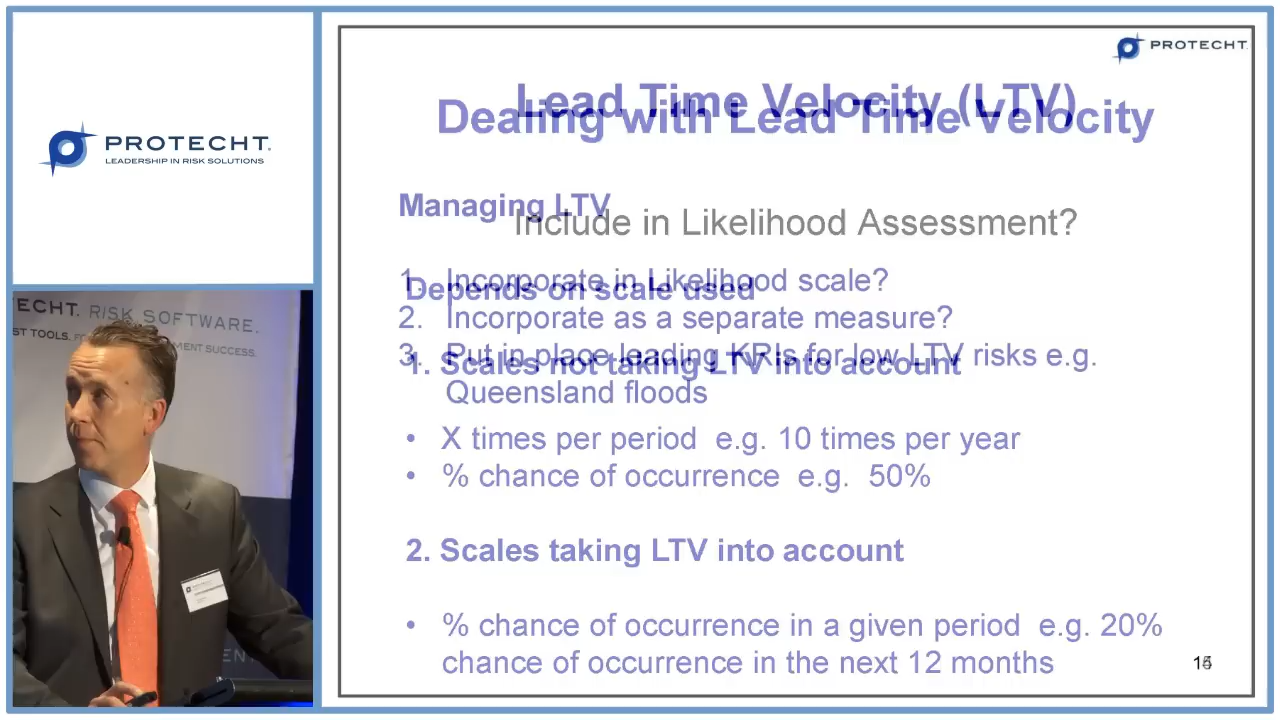 PROTECHT.
LEADERSHIP IN RISK SOLUTIONS
ECHT. RISK SOFTWARE.
ST TOOLS.
MENT SUCCESS.
PROTECHT.
Lead Time Velocity (LTV)
Dealing with Lead Time Velocity
Managing LTV
Include in Likelihood Assessment?
1. Incorporate in Likelihood scale?
Depends on scale used
2. Incorporate as a separate measure?
3. Put in place leading KRIs for low LTV risks e.g.
1. Scales not taking LTV into account
Queensland floods
• X times per period e.g. 10 times per year
• % chance of occurrence e.g. 50%
2. Scales taking LTV into account
• % chance of occurrence in a given period e.g. 20%
chance of occurrence in the next 12 months